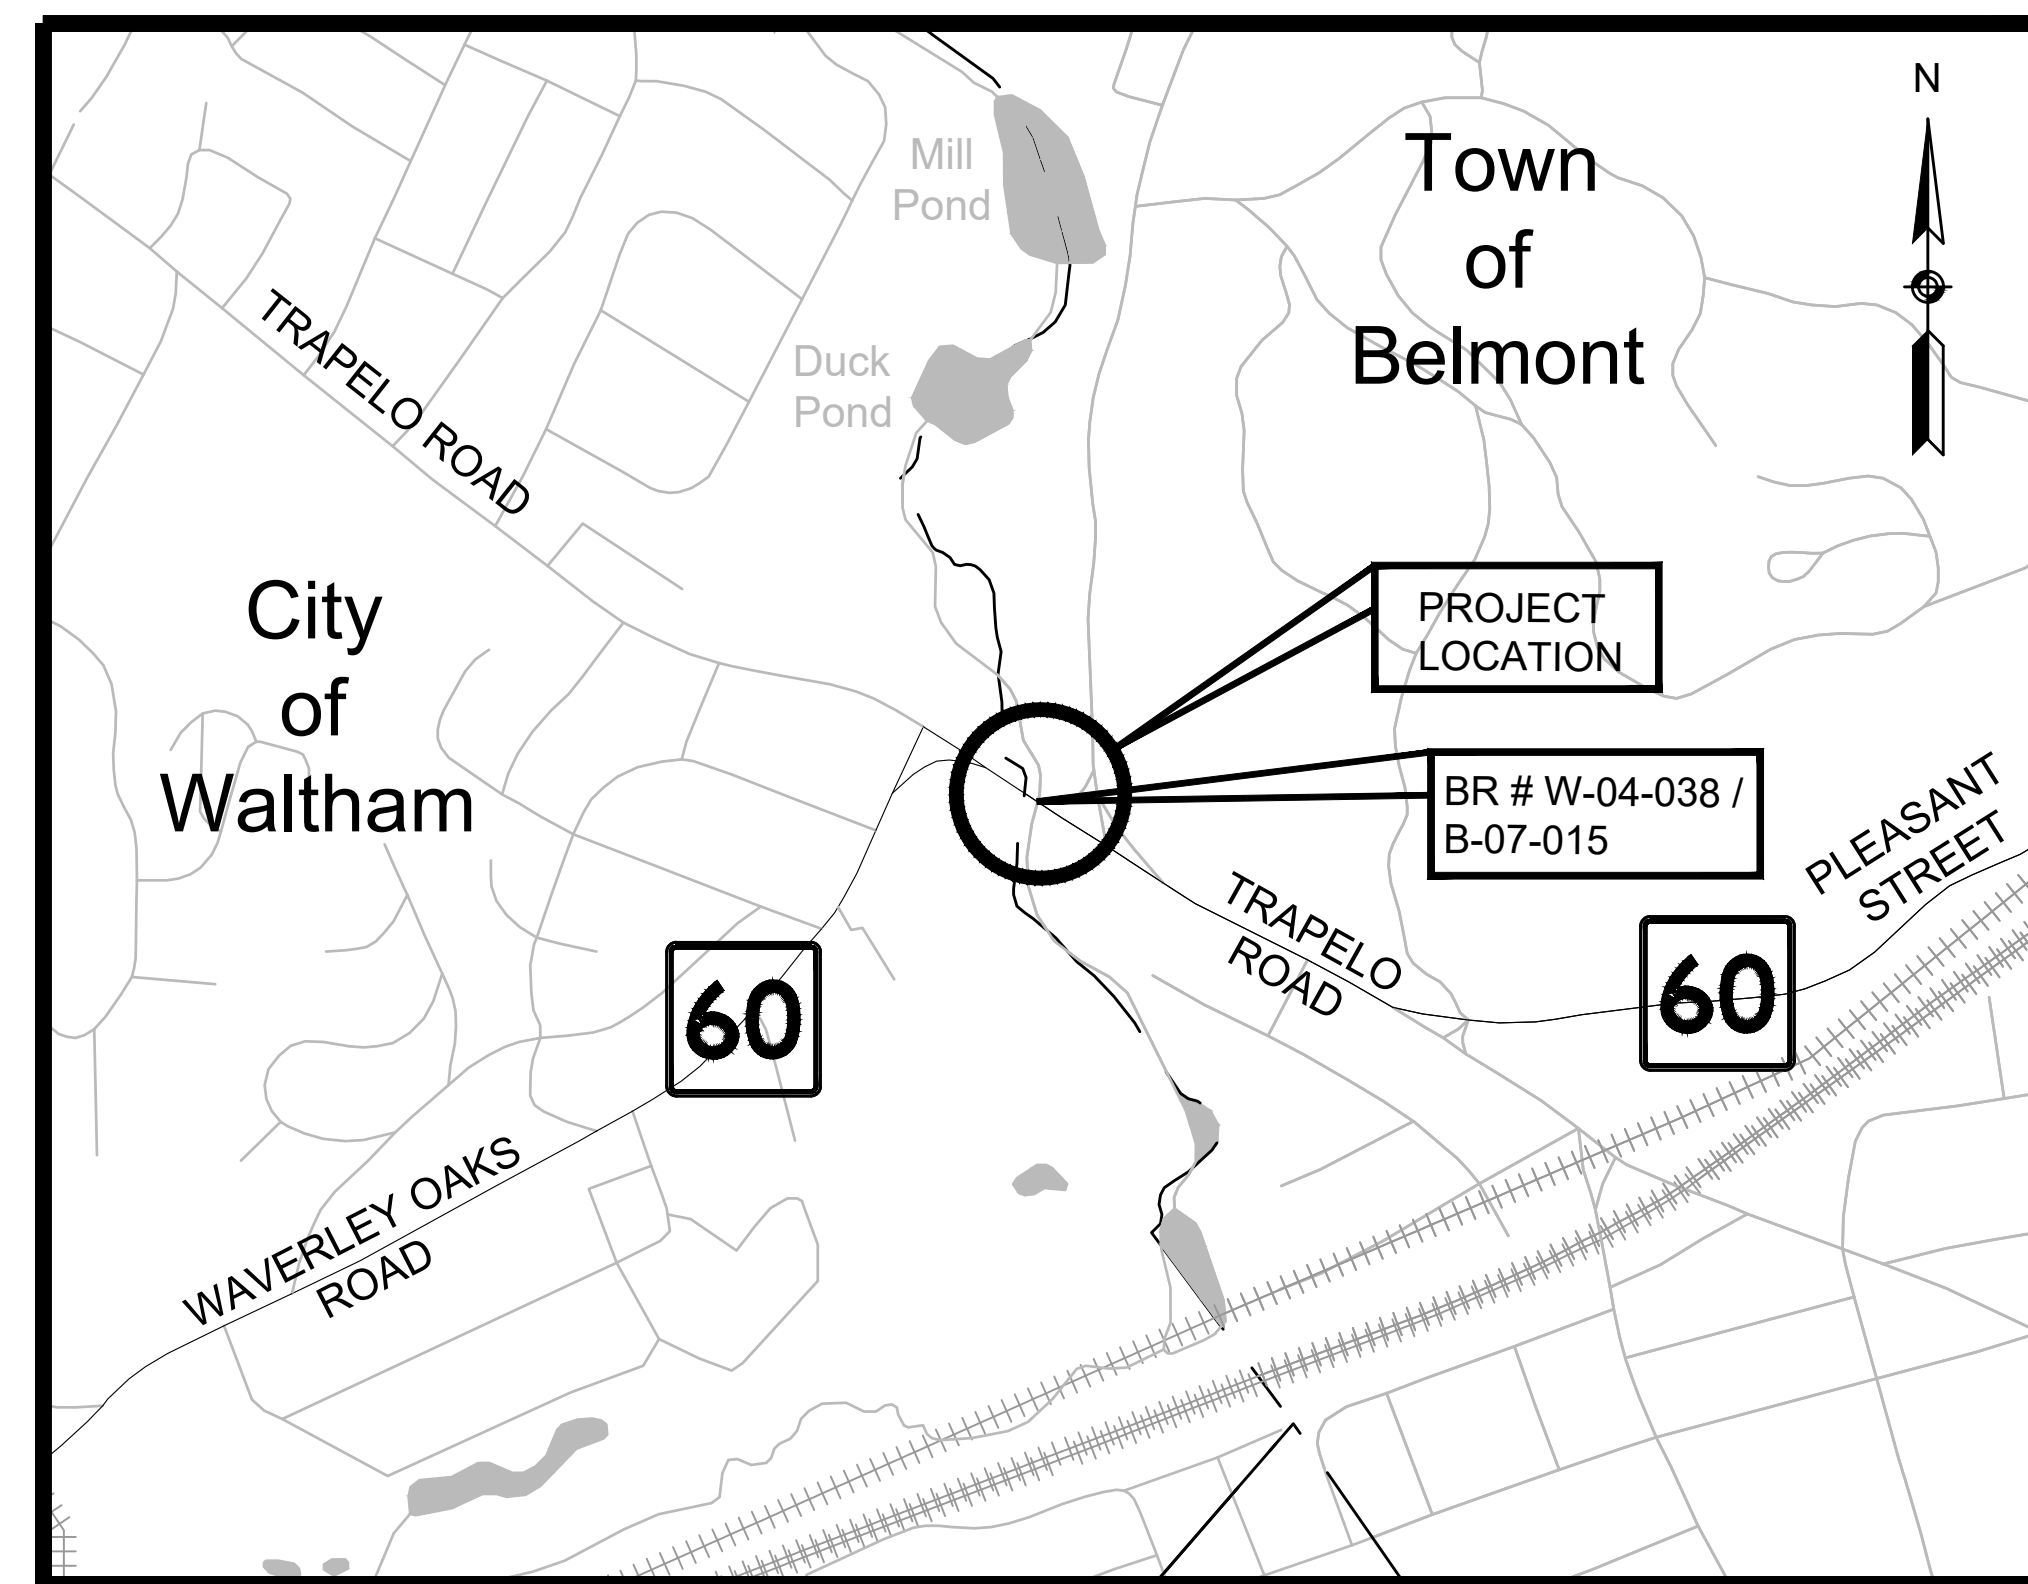 N
Mill
Pond
Town
of
Belmont
TRAPELO ROAD
Duck
Pond
City
of
Waltham
PROJECT
LOCATION
BR # W-04-038 /
B-07-015
PLEASANT
STREET
TRAPELO
ROAD
60
60
WAVERLEY OAKS
ROAD